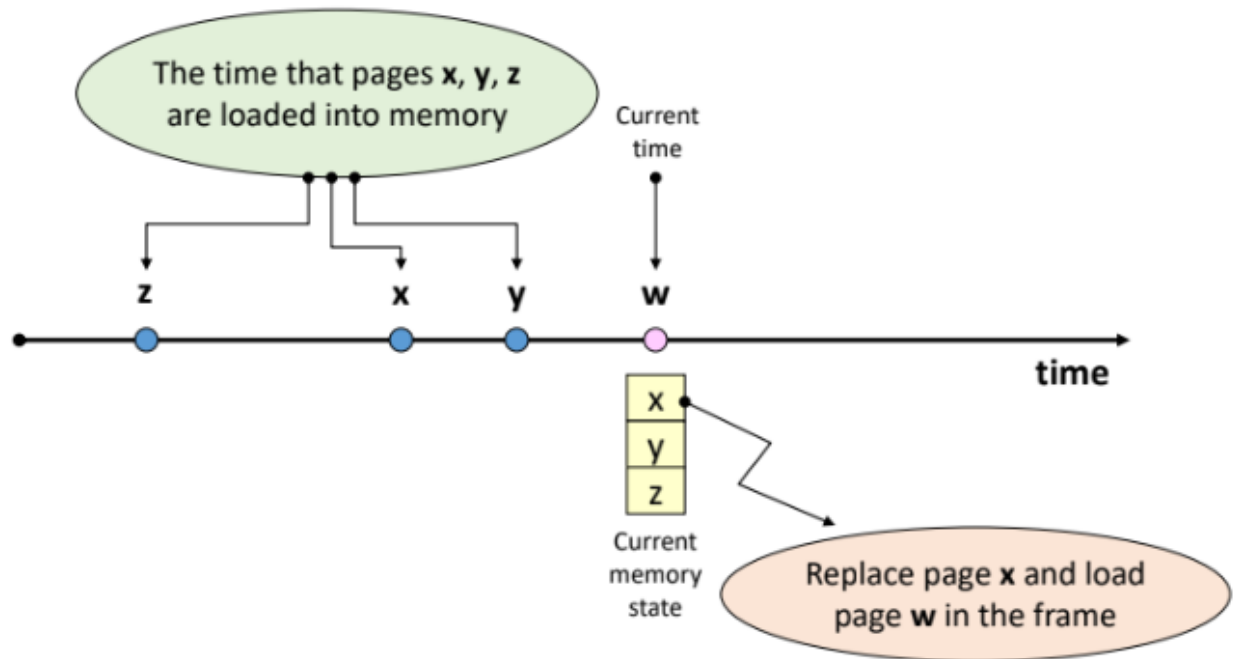 The time that pages x, y, z
are loaded into memory
Current
time
z
x
y
w
time
x
y
z
Current
memory
state
Replace page x and load
page w in the frame